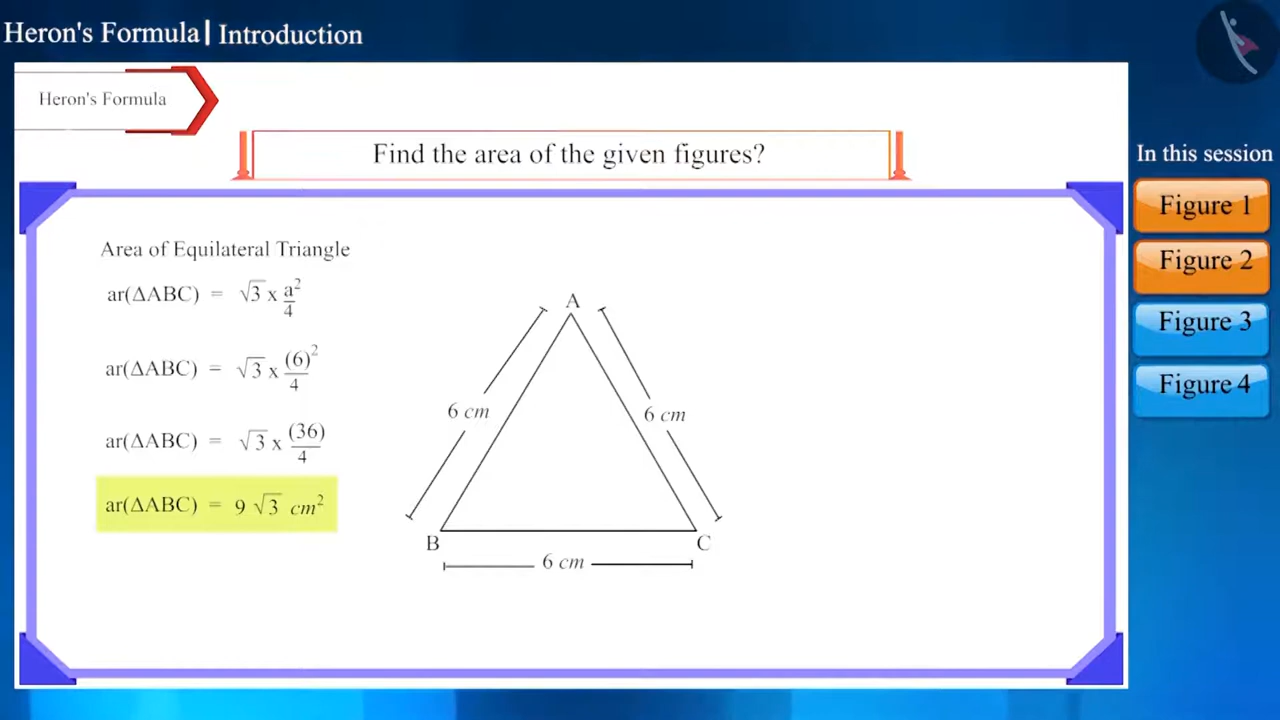 Heron's Formula| Introduction
Heron's Formula
Find the area of the given figures?
In this session
Figure 1
Figure 2
Figure 3
Figure 4
Area of Equilateral Triangle
ar(ΔABC) = √3 x a²/4
ar(ΔABC) = √3 x (6)²/4
ar(ΔABC) = √3 x (36)/4
ar(ΔABC) = 9 √3 cm²
A
6 cm
6 cm
B
C
6 cm